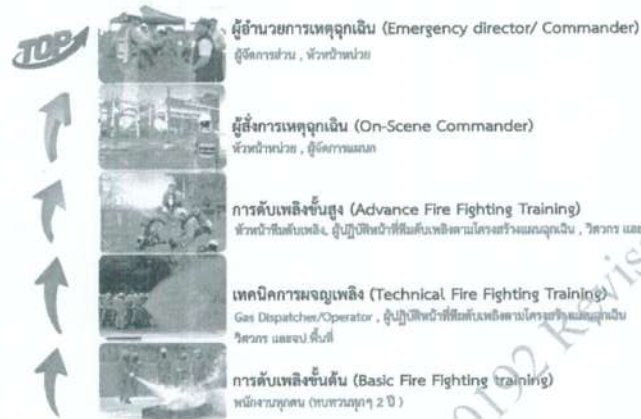 TOP
ผู้อำนวยการเหตุฉุกเฉิน (Emergency director/ Commander)
ผู้จัดการส่วน , หัวหน้าหน่วย
ผู้สั่งการเหตุฉุกเฉิน (On-Scene Commander)
หัวหน้าหน่วย , ผู้จัดการแผนก
การดับเพลิงขั้นสูง (Advance Fire Fighting Training)
หัวหน้าทีมดับเพลิง, ผู้ปฏิบัติหน้าที่ทีมดับเพลิงตามโครงสร้างแผนฉุกเฉิน , วิศวกร และ
เทคนิคการผจญเพลิง (Technical Fire Fighting Training)
Gas Dispatcher/Operator , ผู้ปฏิบัติหน้าที่ทีมดับเพลิงตามโครงสร้างแผนฉุกเฉิน
วิศวกร และจป.พื้นที่
การดับเพลิงขั้นต้น (Basic Fire Fighting training)
พนักงานทุกคน (ทบทวนทุกๆ 2 ปี )
0192 Revis